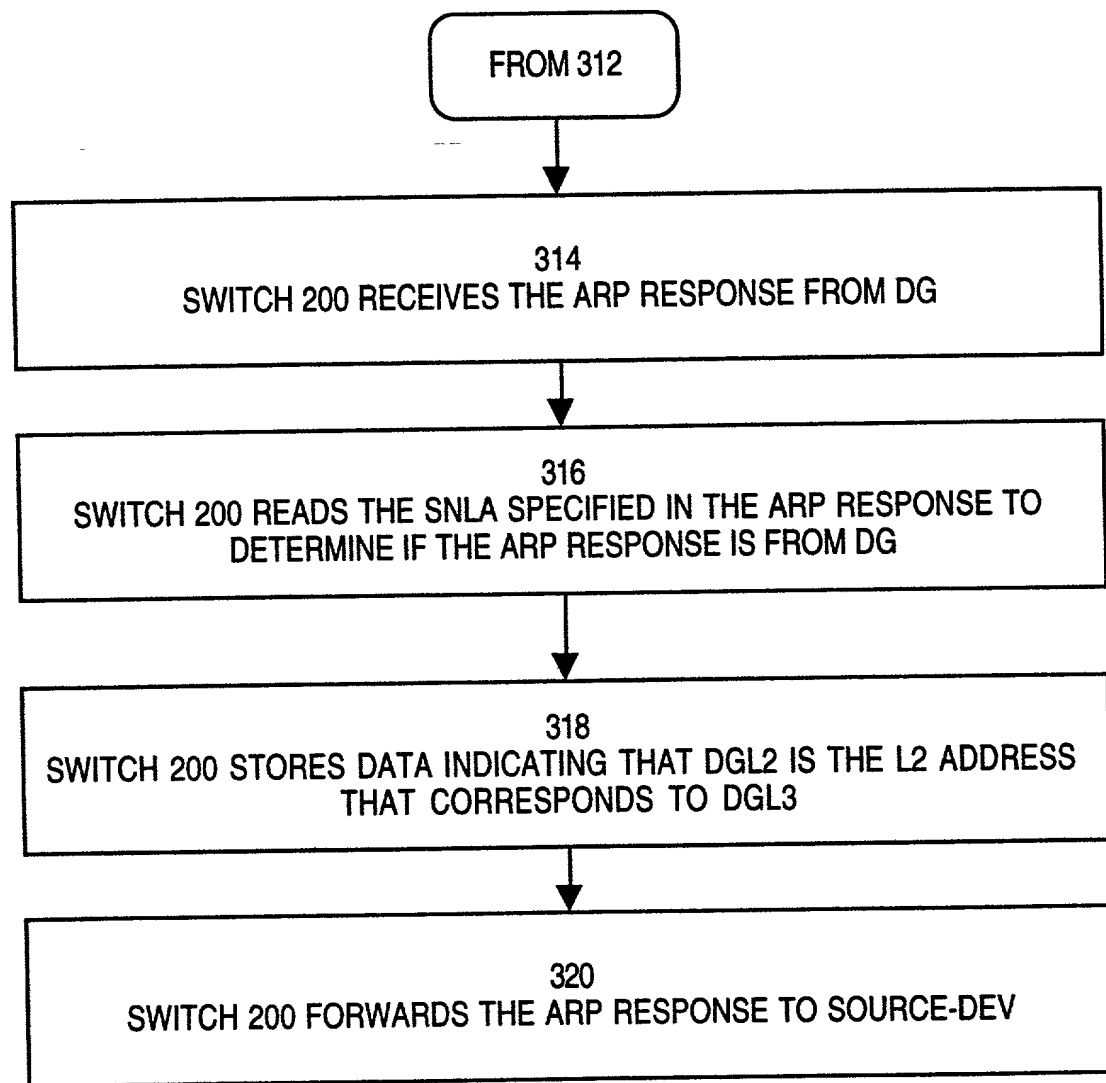 FROM 312
314
SWITCH 200 RECEIVES THE ARP RESPONSE FROM DG
316
SWITCH 200 READS THE SNLA SPECIFIED IN THE ARP RESPONSE TO
DETERMINE IF THE ARP RESPONSE IS FROM DG
318
SWITCH 200 STORES DATA INDICATING THAT DGL2 IS THE L2 ADDRESS
THAT CORRESPONDS TO DGL3
320
SWITCH 200 FORWARDS THE ARP RESPONSE TO SOURCE-DEV